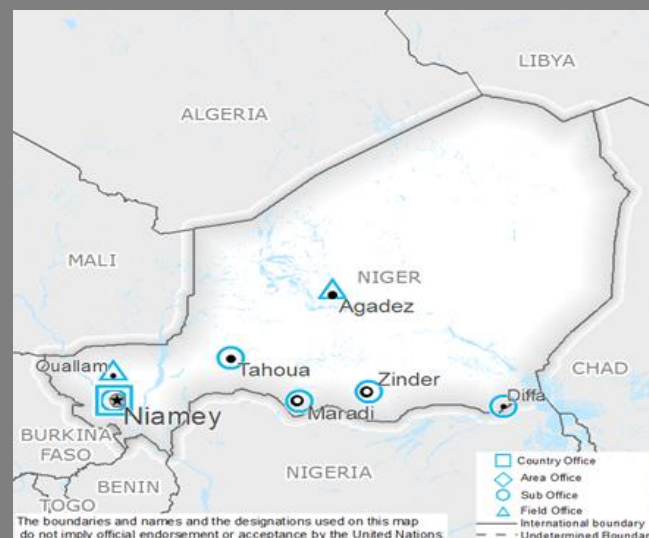 LIBYA
ALGERIA
MALI
NIGER
Agadez
Ouallam
Tahoua
Zinder
CHAD
Diffa
Niamey
Maradi
BURKINA
FASO
BENIN
NIGERIA
TOGO
Country Office
Area Office
Sub Office
Field Office
International boundary
Undetermined Boundar
The boundaries and names and the designations used on this map
do not imply official endorsement or acceptance by the United Nations.